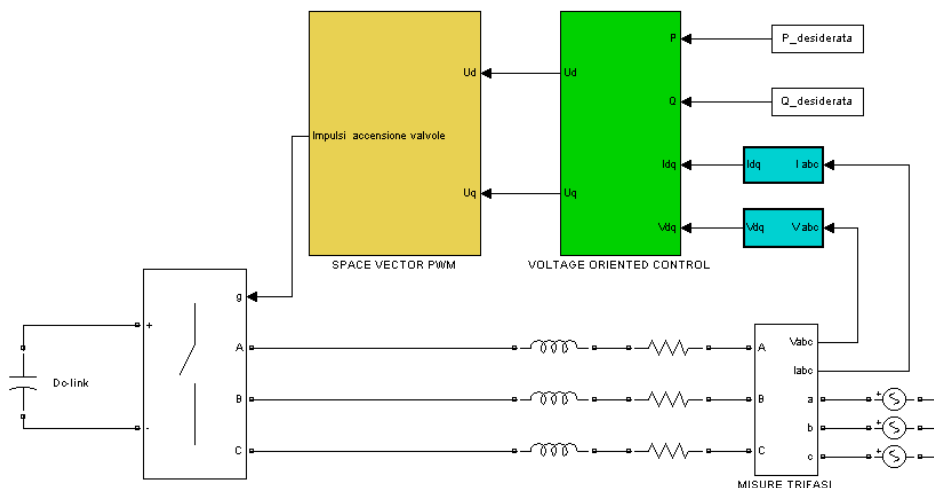 P
P_desiderata
Ud
Ud
Q
Q_desiderata
Impulsi accensione valvole
Idq
Idq
I abc
Uq
Uq
Vdq
Vdq
V abc
SPACE VECTOR PWM
VOLTAGE ORIENTED CONTROL
g
+
A
A
Vabc
Iabc
Dc-link
B
B
a
+
b
+
-
C
C
c
+
MISURE TRIFASI